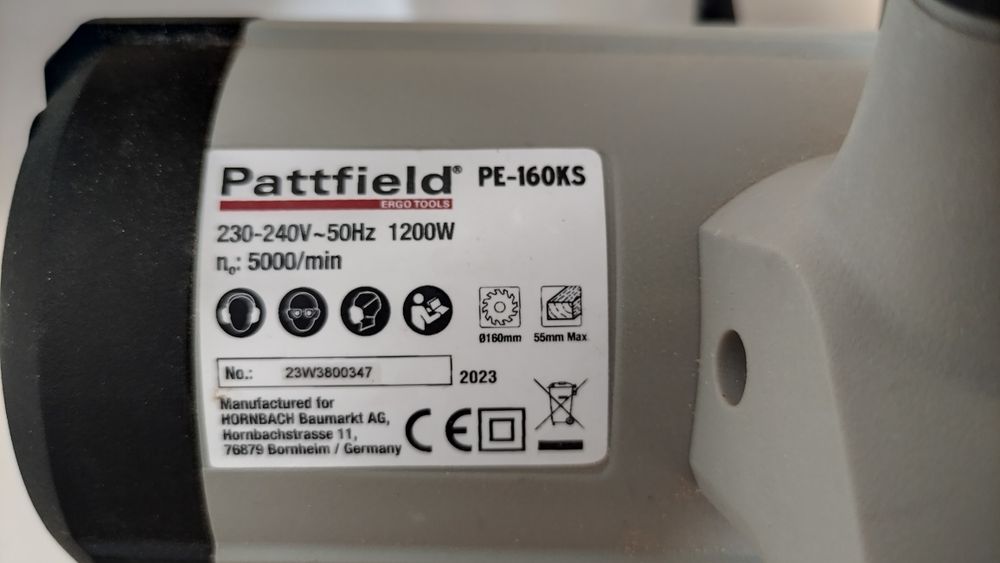 Pattfield® PE-160KS
ERGO TOOLS
230-240V~50Hz 1200W
n₀: 5000/min
Ø160mm 55mm Max
No.: 23W3800347 2023
Manufactured for
HORNBACH Baumarkt AG,
Hornbachstrasse 11,
76879 Bornheim / Germany
CE